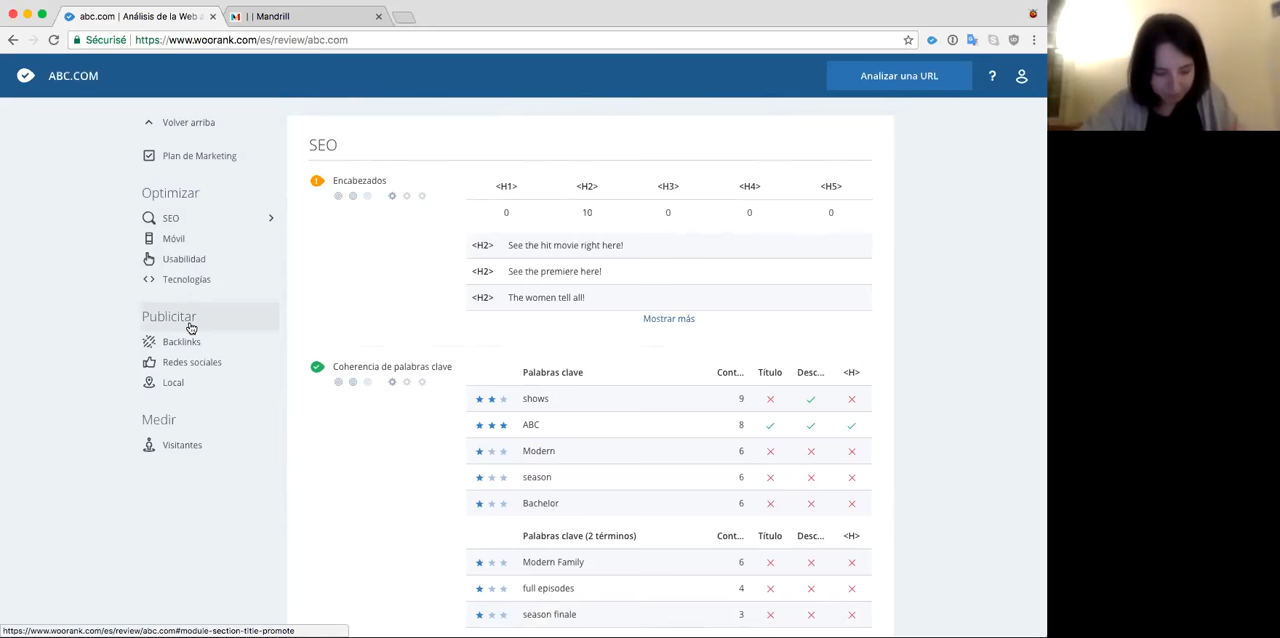 abc.com | Análisis de la Web a
| | Mandrill
Sécurisé | https://www.woorank.com/es/review/abc.com
ABC.COM
Analizar una URL
?
Volver arriba
Plan de Marketing
Optimizar
SEO
Móvil
Usabilidad
Tecnologías
Publicitar
Backlinks
Redes sociales
Local
Medir
Visitantes
SEO
Encabezados
<H1> <H2> <H3> <H4> <H5>
0 10 0 0 0
<H2> See the hit movie right here!
<H2> See the premiere here!
<H2> The women tell all!
Mostrar más
Coherencia de palabras clave
Palabras clave Cont... Título Desc... <H>
shows 9
ABC 8
Modern 6
season 6
Bachelor 6
Palabras clave (2 términos) Cont... Título Desc... <H>
Modern Family 6
full episodes 4
season finale 3
https://www.woorank.com/es/review/abc.com#module-section-title-promote